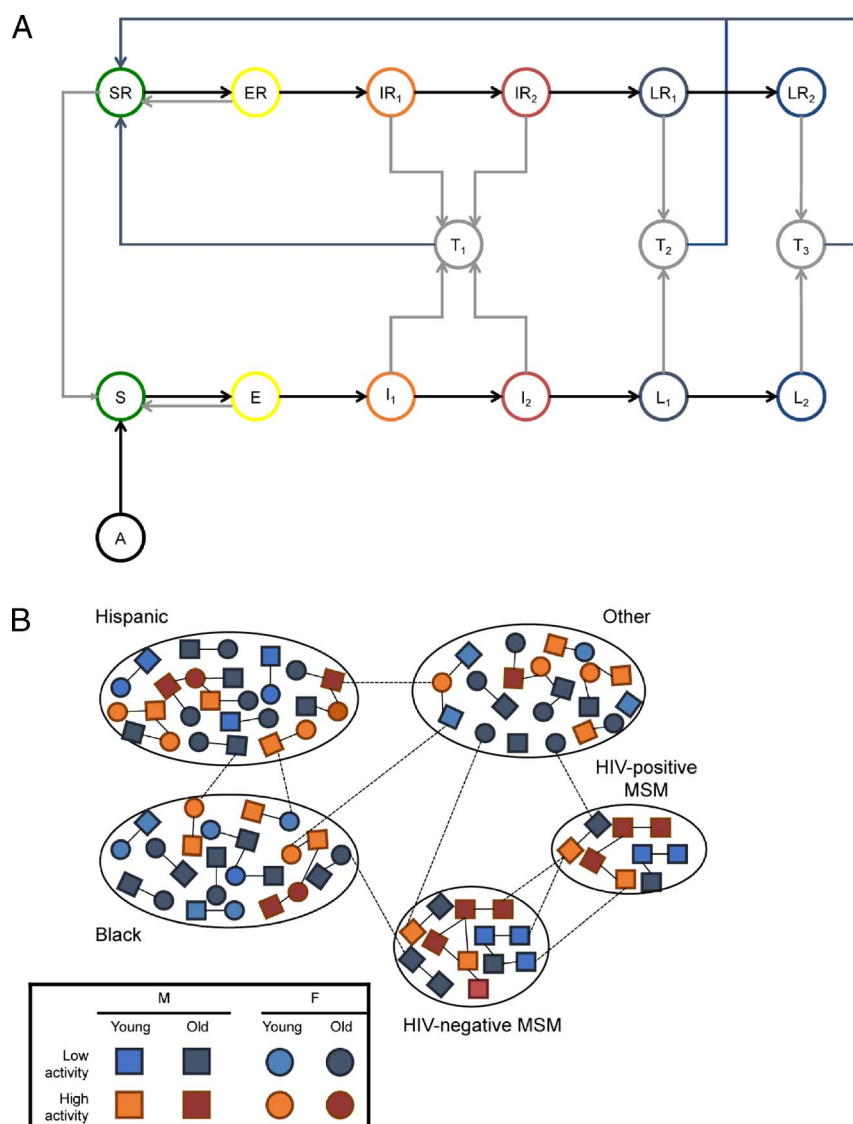 A
SR ER IR₁ IR₂ LR₁ LR₂
T₁ T₂ T₃
S E I₁ I₂ L₁ L₂
A
B
Hispanic Other
HIV-positive
MSM
Black
HIV-negative MSM
M F
Young Old Young Old
Low
activity
High
activity